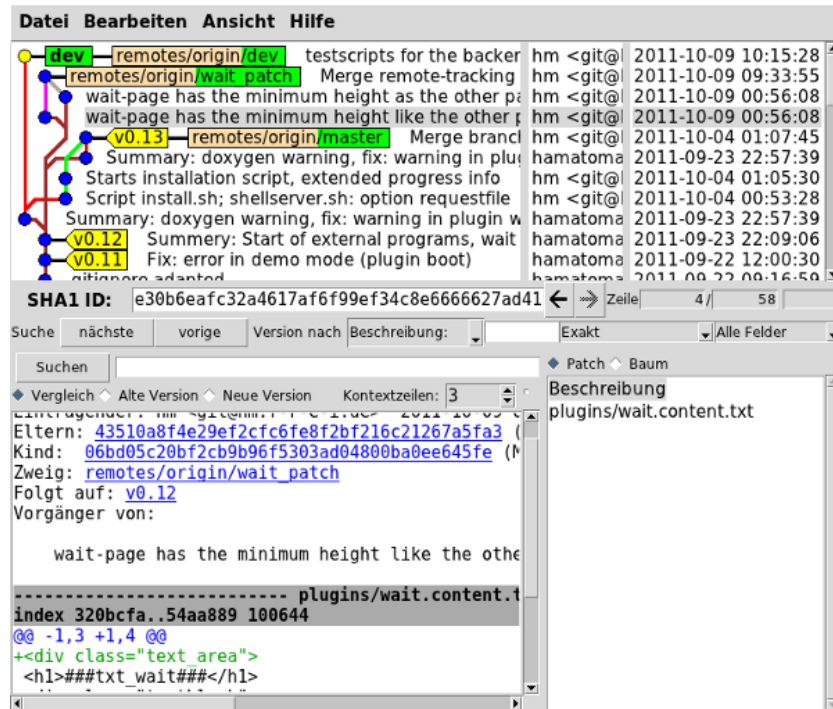 Datei Bearbeiten Ansicht Hilfe
dev remotes/origin/dev testscripts for the backer hm <git@ 2011-10-09 10:15:28
remotes/origin/wait_patch Merge remote-tracking hm <git@ 2011-10-09 09:33:55
wait-page has the minimum height as the other pa hm <git@ 2011-10-09 00:56:08
wait-page has the minimum height like the other p hm <git@ 2011-10-09 00:56:08
v0.13 remotes/origin/master Merge branch hm <git@ 2011-10-04 01:07:45
Summary: doxygen warning, fix: warning in plug hamatoma 2011-09-23 22:57:39
Starts installation script, extended progress info hm <git@ 2011-10-04 01:05:30
Script install.sh; shellserver.sh: option requestfile hm <git@ 2011-10-04 00:53:28
Summary: doxygen warning, fix: warning in plugin w hamatoma 2011-09-23 22:57:39
v0.12 Summery: Start of external programs, wait hamatoma 2011-09-23 22:09:06
v0.11 Fix: error in demo mode (plugin boot) hamatoma 2011-09-22 12:00:30
.gitignore adapted hamatoma 2011-09-22 09:16:59
SHA1 ID: e30b6eafc32a4617af6f99ef34c8e6666627ad41 Zeile 4/ 58
Suche nächste vorige Version nach Beschreibung: Exakt Alle Felder
Suchen
Patch Baum
Vergleich Alte Version Neue Version Kontextzeilen: 3
Beschreibung
plugins/wait.content.txt
Eltern: 43510a8f4e29ef2cfc6fe8f2bf216c21267a5fa3 (
Kind: 06bd05c20bf2cb9b96f5303ad04800ba0ee645fe (M
Zweig: remotes/origin/wait_patch
Folgt auf: v0.12
Vorgänger von:
wait-page has the minimum height like the othe
--------------------------- plugins/wait.content.t
index 320bcfa..54aa889 100644
@@ -1,3 +1,4 @@
+<div class="text_area">
<h1>###txt_wait###</h1>